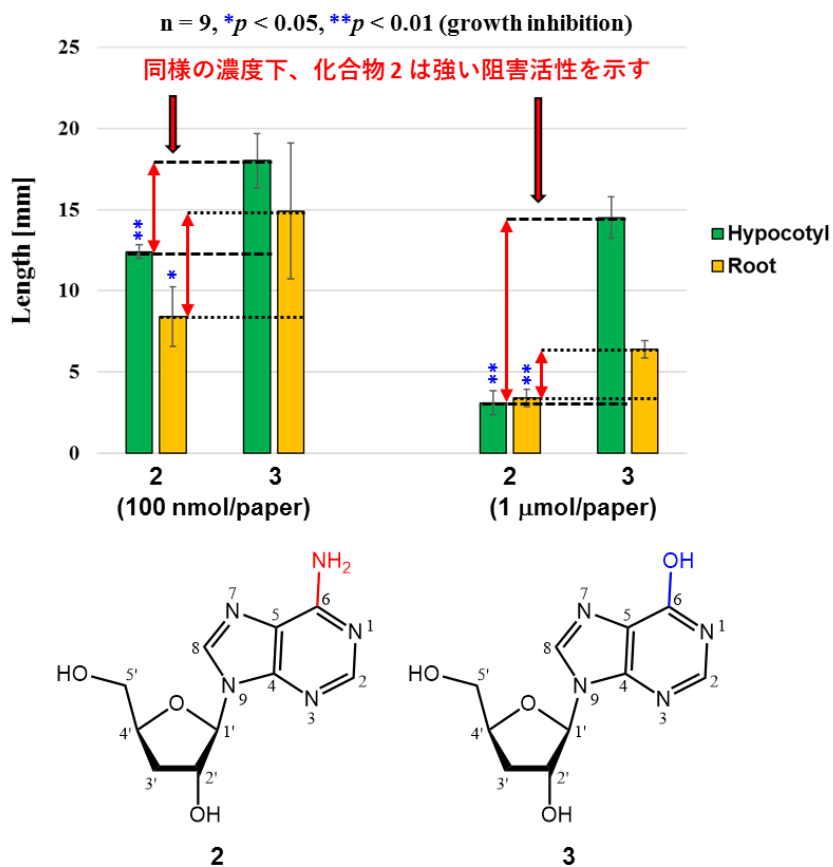 n = 9, *p < 0.05, **p < 0.01 (growth inhibition)
同様の濃度下、化合物 2 は強い阻害活性を示す
25
20
15
10
5
0
Length [mm]
**
*
**
**
Hypocotyl
Root
2
3
2
3
(100 nmol/paper)
(1 μmol/paper)
NH2
6
7
5
N
N
1
8
2
N
4
N
9
3
HO
5'
O
4'
1'
3'
2'
OH
2
OH
6
7
5
N
N
1
8
2
N
4
N
9
3
HO
5'
O
4'
1'
3'
2'
OH
3